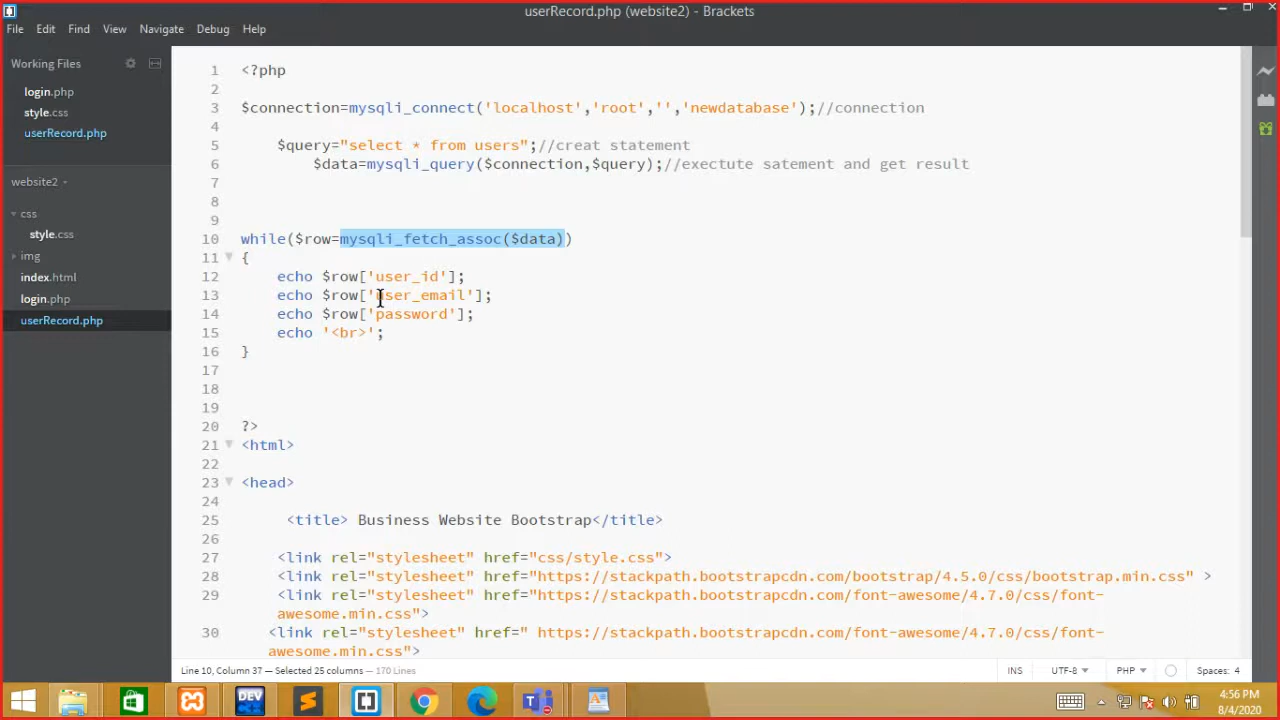 userRecord.php (website2) - Brackets
File Edit Find View Navigate Debug Help
Working Files
login.php
style.css
userRecord.php
website2
css
style.css
img
index.html
login.php
userRecord.php
1 <?php
2
3 $connection=mysqli_connect('localhost','root','','newdatabase');//connection
4
5 $query="select * from users";//creat statement
6 $data=mysqli_query($connection,$query);//exectute satement and get result
7
8
9
10 while($row=mysqli_fetch_assoc($data))
11 {
12 echo $row['user_id'];
13 echo $row['user_email'];
14 echo $row['password'];
15 echo '<br>';
16 }
17
18
19
20 ?>
21 <html>
22
23 <head>
24
25 <title> Business Website Bootstrap</title>
26
27 <link rel="stylesheet" href="css/style.css">
28 <link rel="stylesheet" href="https://stackpath.bootstrapcdn.com/bootstrap/4.5.0/css/bootstrap.min.css" >
29 <link rel="stylesheet" href="https://stackpath.bootstrapcdn.com/font-awesome/4.7.0/css/font-
awesome.min.css">
30 <link rel="stylesheet" href=" https://stackpath.bootstrapcdn.com/font-awesome/4.7.0/css/font-
awesome.min.css">
Line 10, Column 37 — Selected 25 columns — 170 Lines
INS UTF-8 PHP Spaces: 4
DEV
4:56 PM
8/4/2020